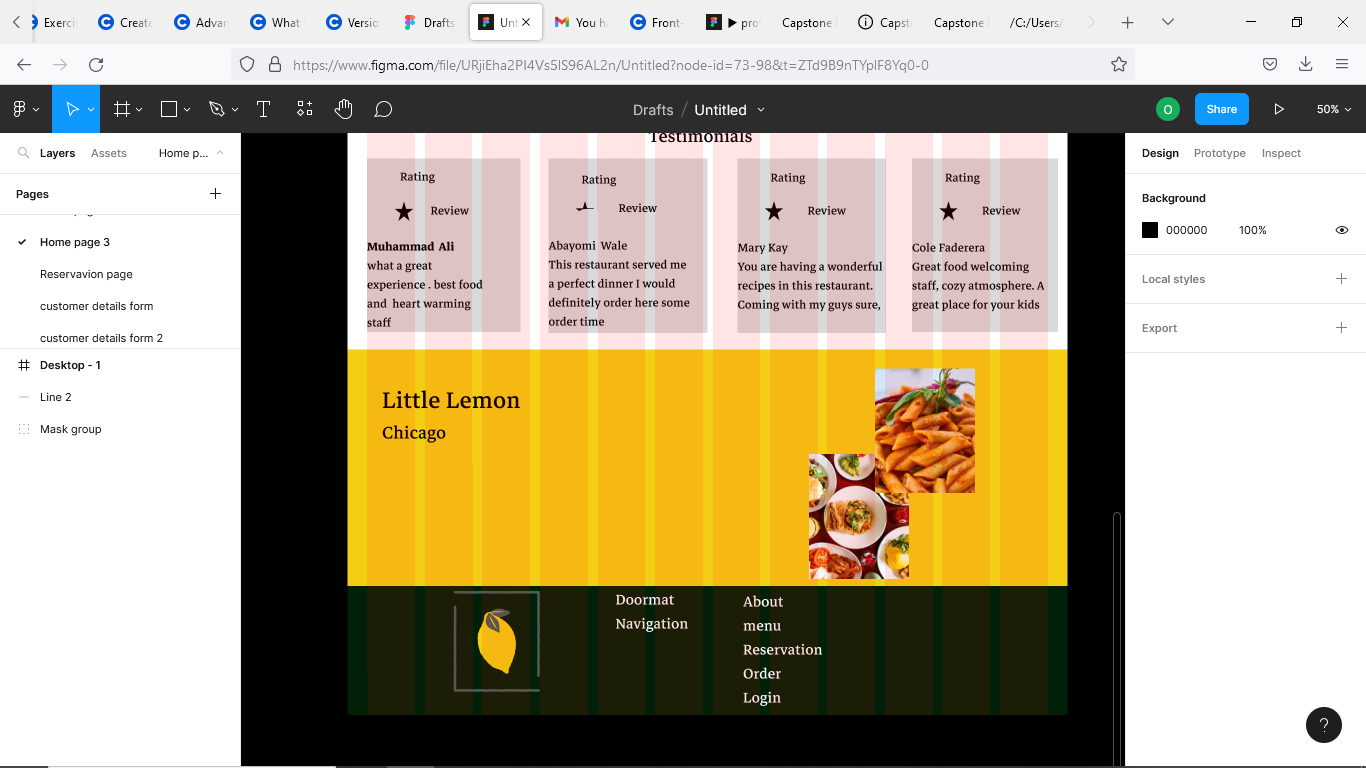 Exerci
Create
Advan
What i
Versio
Drafts
Unt
You ha
Front-
▶ pro
Capstone
Capst
Capstone
/C:/Users/
https://www.figma.com/file/URjiEha2PI4Vs5lS96AL2n/Untitled?node-id=73-98&t=ZTd9B9nTYpIF8Yq0-0
Drafts / Untitled
O
Share
50%
Layers
Assets
Home p...
Pages
Home page 3
Reservavion page
customer details form
customer details form 2
Desktop - 1
Line 2
Mask group
Testimonials
Rating
Review
Muhammad Ali
what a great
experience . best food
and heart warming
staff
Rating
Review
Abayomi Wale
This restaurant served me
a perfect dinner I would
definitely order here some
order time
Rating
Review
Mary Kay
You are having a wonderful
recipes in this restaurant.
Coming with my guys sure,
Rating
Review
Cole Faderera
Great food welcoming
staff, cozy atmosphere. A
great place for your kids
Little Lemon
Chicago
Doormat
Navigation
About
menu
Reservation
Order
Login
Design
Prototype
Inspect
Background
000000
100%
Local styles
Export
?